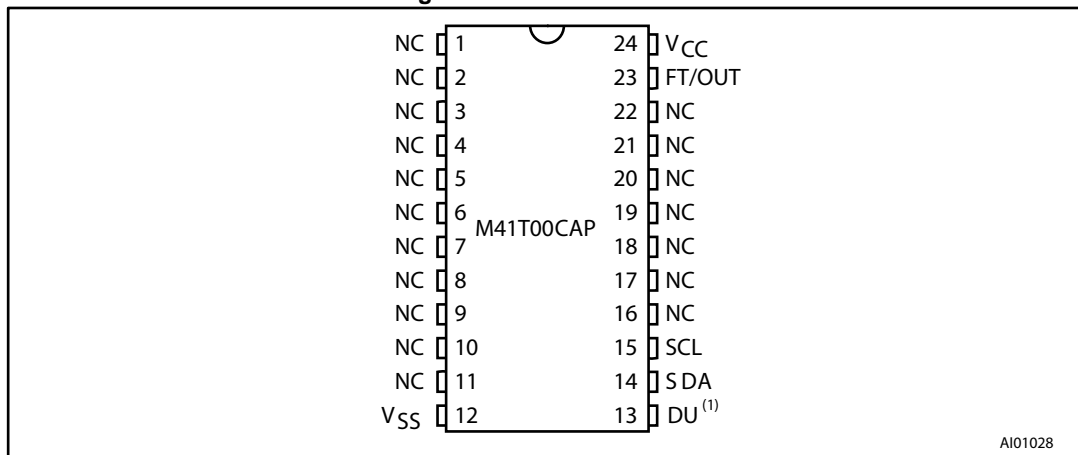 NC 1 24 VCC
NC 2 23 FT/OUT
NC 3 22 NC
NC 4 21 NC
NC 5 20 NC
NC 6 19 NC
M41T00CAP
NC 7 18 NC
NC 8 17 NC
NC 9 16 NC
NC 10 15 SCL
NC 11 14 SDA
VSS 12 13 DU (1)
AI01028